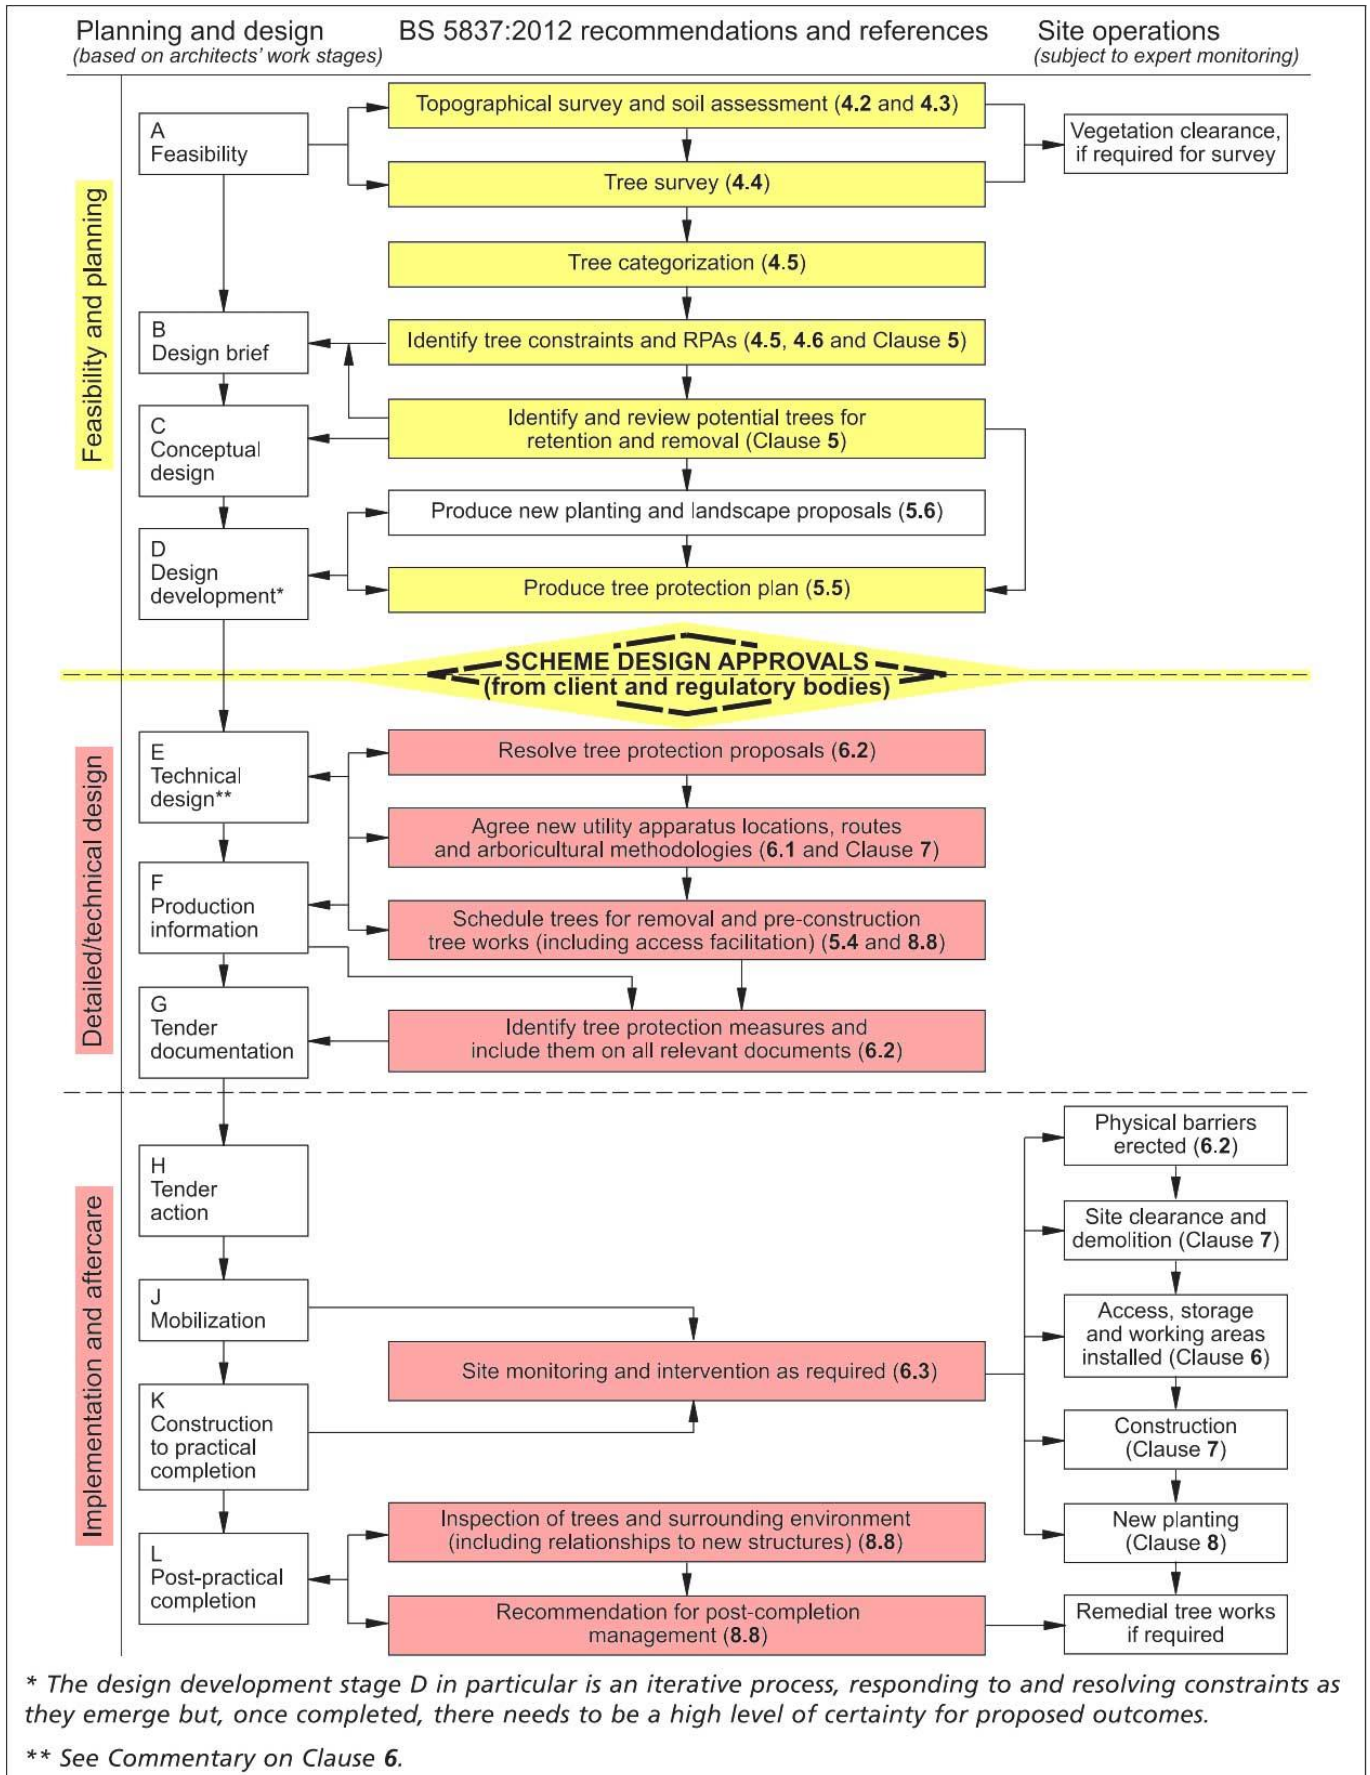 Planning and design
(based on architects' work stages)
BS 5837:2012 recommendations and references
Site operations
(subject to expert monitoring)
Feasibility and planning
A
Feasibility
Topographical survey and soil assessment (4.2 and 4.3)
Vegetation clearance,
if required for survey
Tree survey (4.4)
Tree categorization (4.5)
B
Design brief
Identify tree constraints and RPAs (4.5, 4.6 and Clause 5)
C
Conceptual
design
Identify and review potential trees for
retention and removal (Clause 5)
Produce new planting and landscape proposals (5.6)
D
Design
development*
Produce tree protection plan (5.5)
SCHEME DESIGN APPROVALS
(from client and regulatory bodies)
Detailed/technical design
E
Technical
design**
Resolve tree protection proposals (6.2)
Agree new utility apparatus locations, routes
and arboricultural methodologies (6.1 and Clause 7)
F
Production
information
Schedule trees for removal and pre-construction
tree works (including access facilitation) (5.4 and 8.8)
G
Tender
documentation
Identify tree protection measures and
include them on all relevant documents (6.2)
Implementation and aftercare
H
Tender
action
Physical barriers
erected (6.2)
Site clearance and
demolition (Clause 7)
J
Mobilization
Access, storage
and working areas
installed (Clause 6)
Site monitoring and intervention as required (6.3)
K
Construction
to practical
completion
Construction
(Clause 7)
Inspection of trees and surrounding environment
(including relationships to new structures) (8.8)
New planting
(Clause 8)
L
Post-practical
completion
Recommendation for post-completion
management (8.8)
Remedial tree works
if required
* The design development stage D in particular is an iterative process, responding to and resolving constraints as
they emerge but, once completed, there needs to be a high level of certainty for proposed outcomes.
** See Commentary on Clause 6.